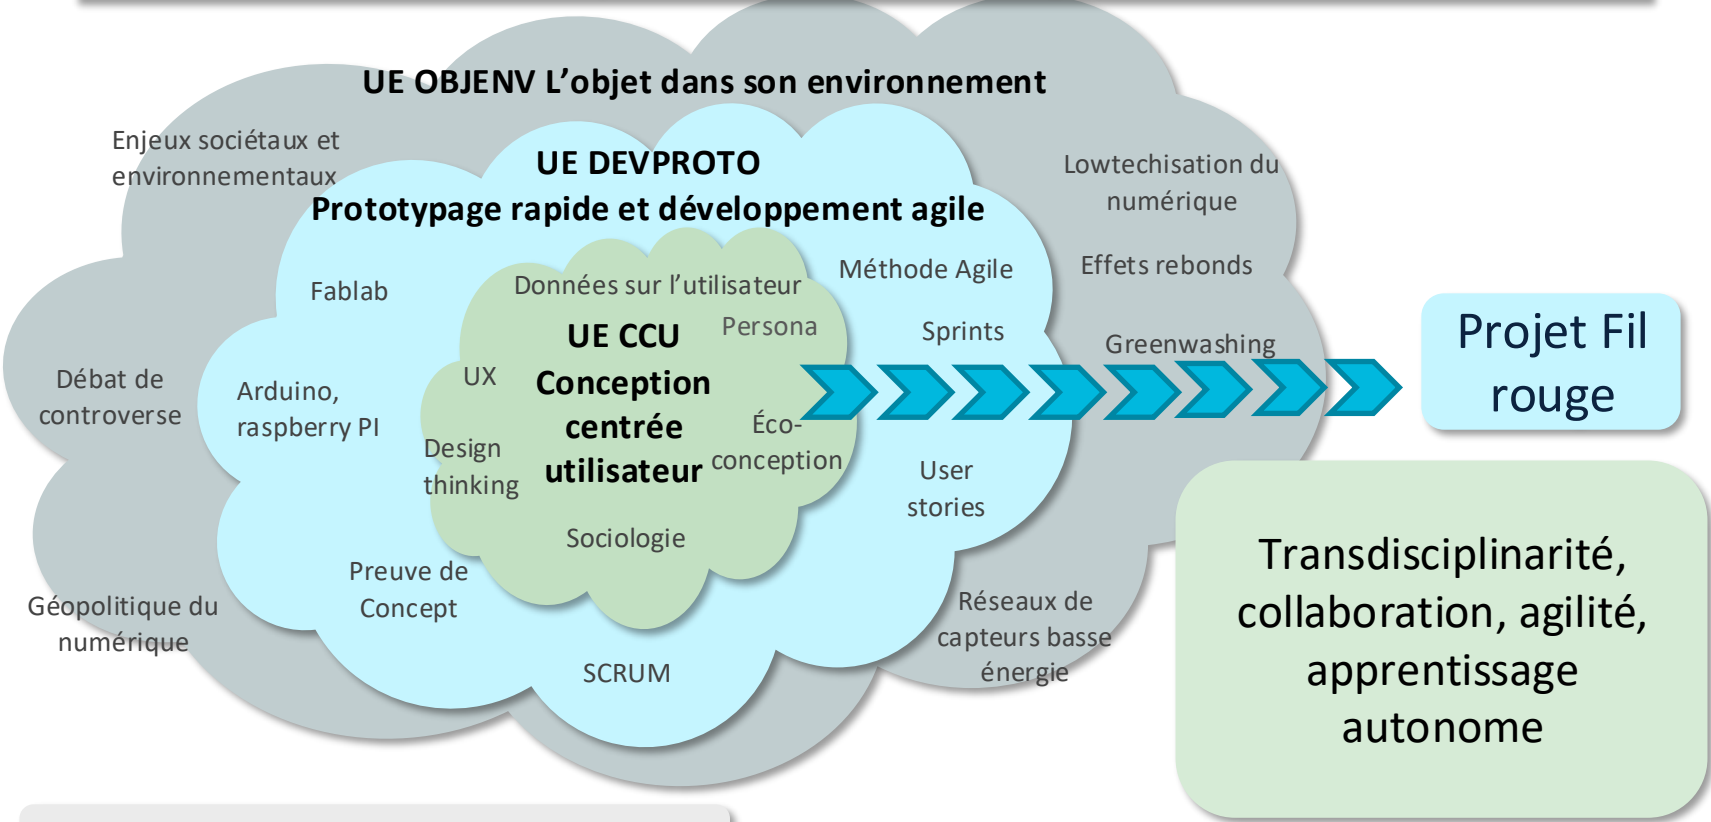 UE OBJENV L’objet dans son environnement
Enjeux sociétaux et
environnementaux
UE DEVPROTO
Prototypage rapide et développement agile
Lowtechisation du
numérique
Effets rebonds
Greenwashing
Fablab
Données sur l’utilisateur
Méthode Agile
Persona
Sprints
UE CCU
Conception
centrée
utilisateur
UX
Débat de
controverse
Arduino,
raspberry PI
Design
thinking
Éco-
conception
User
stories
Sociologie
Preuve de
Concept
Géopolitique du
numérique
SCRUM
Réseaux de
capteurs basse
énergie
Projet Fil
rouge
Transdisciplinarité,
collaboration, agilité,
apprentissage
autonome